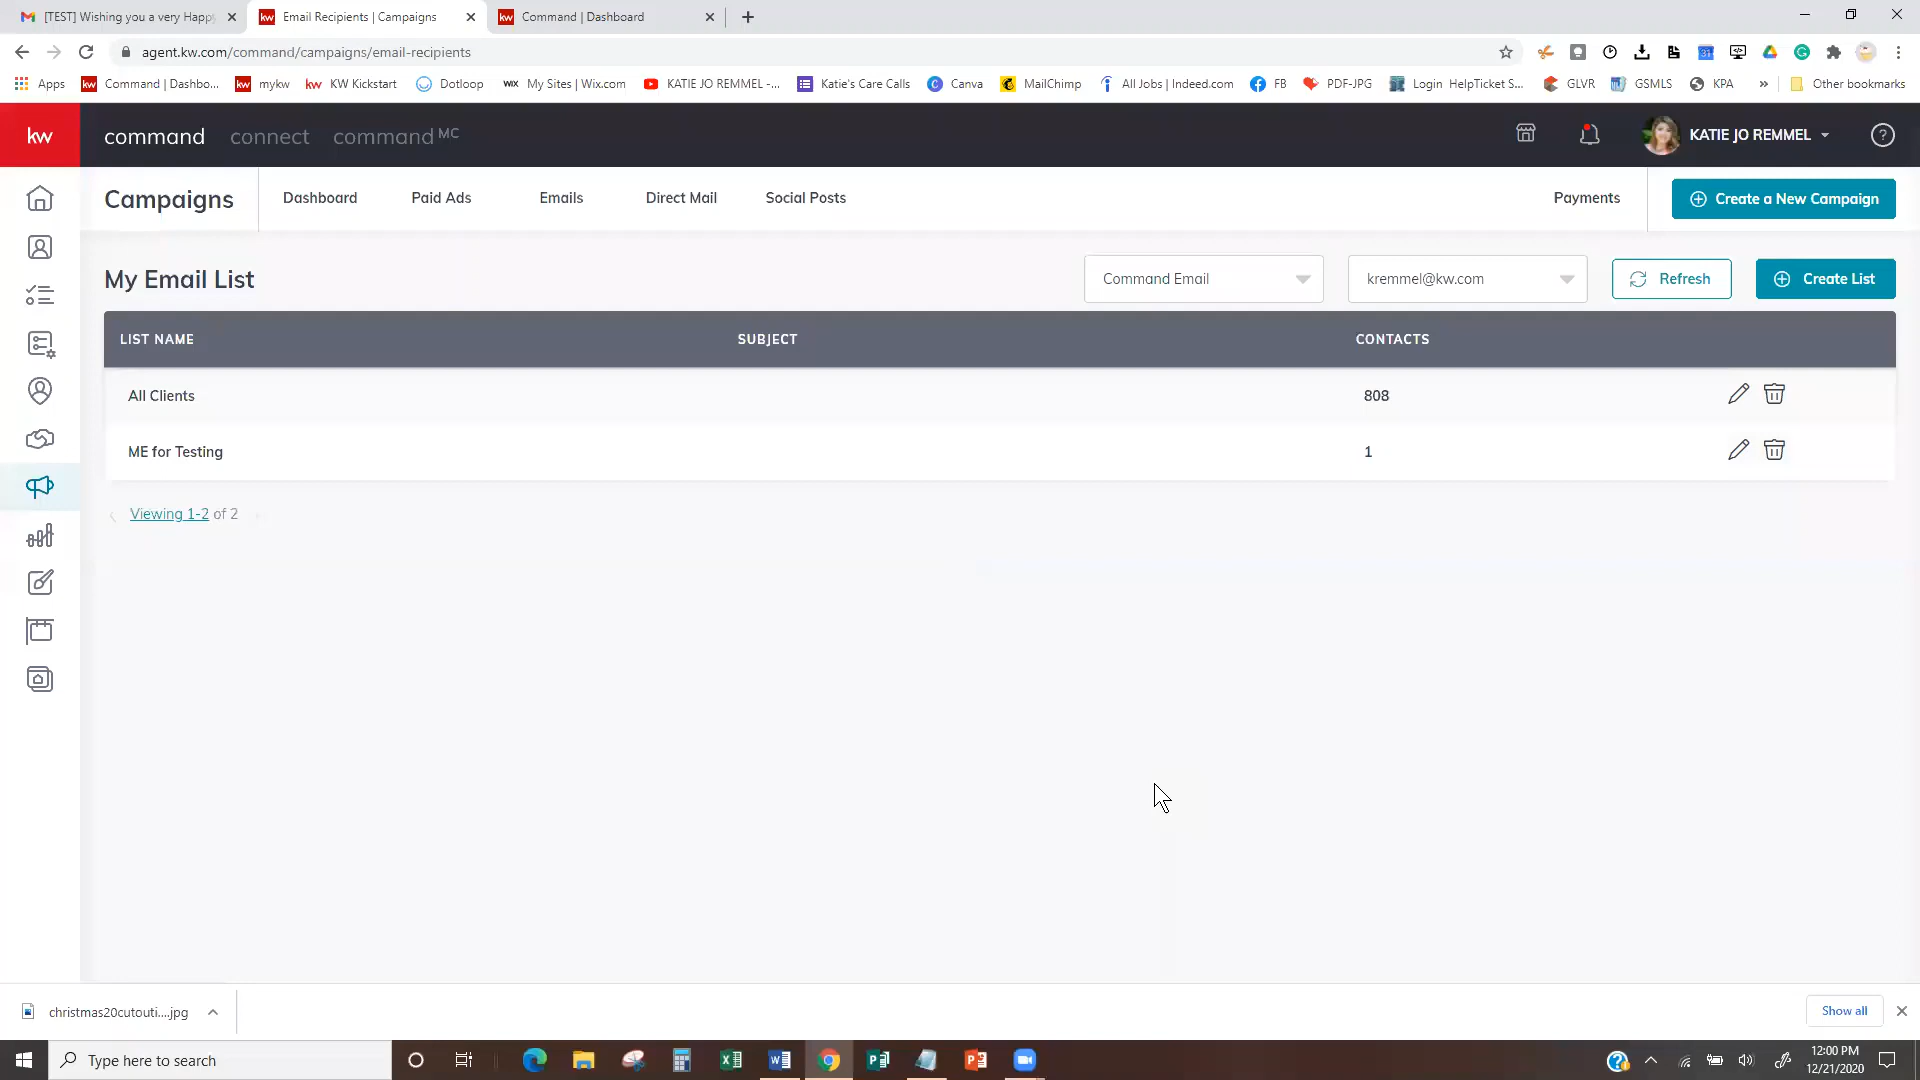 [TEST] Wishing you a very Happy
Email Recipients | Campaigns
kw Command | Dashboard
agent.kw.com/command/campaigns/email-recipients
Apps
kw Command | Dashbo...
kw mykw
kw KW Kickstart
Dotloop
WIX My Sites | Wix.com
KATIE JO REMMEL -...
Katie's Care Calls
Canva
MailChimp
All Jobs | Indeed.com
FB
PDF-JPG
Login HelpTicket S...
GLVR
GSMLS
KPA
»
Other bookmarks
kw
command connect command MC
KATIE JO REMMEL
Campaigns
Dashboard
Paid Ads
Emails
Direct Mail
Social Posts
Payments
Create a New Campaign
My Email List
Command Email
kremmel@kw.com
Refresh
Create List
LIST NAME SUBJECT CONTACTS
All Clients 808
ME for Testing 1
Viewing 1-2 of 2
christmas20cutouti....jpg
Show all
Type here to search
12:00 PM
12/21/2020